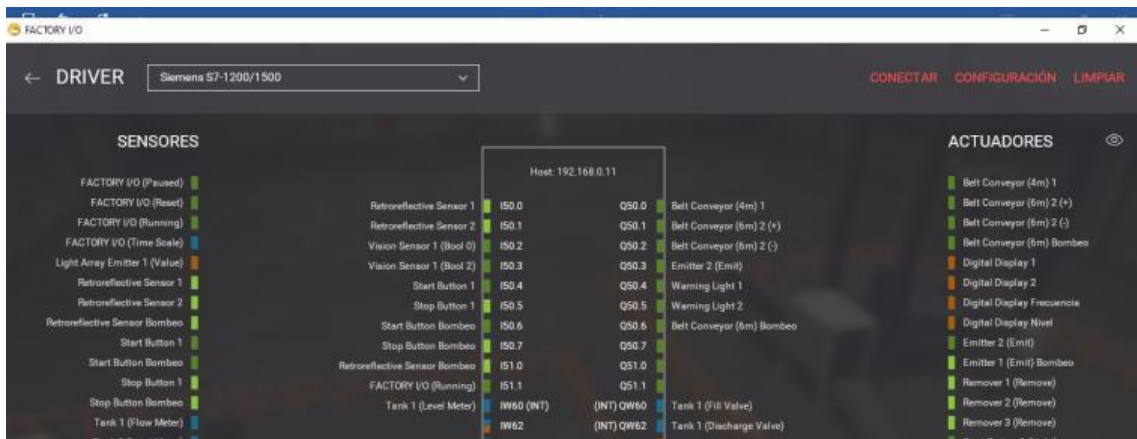 FACTORY I/O
← DRIVER Siemens S7-1200/1500 CONECTAR CONFIGURACIÓN LIMPIAR
SENSORES
FACTORY I/O (Paused)
FACTORY I/O (Reset)
FACTORY I/O (Running)
FACTORY I/O (Time Scale)
Light Array Emitter 1 (Value)
Retroreflective Sensor 1
Retroreflective Sensor 2
Retroreflective Sensor Bombeo
Start Button 1
Start Button Bombeo
Stop Button 1
Stop Button Bombeo
Tank 1 (Flow Meter)
Host: 192.168.0.11
Retroreflective Sensor 1 I50.0 Q50.0 Belt Conveyor (4m) 1
Retroreflective Sensor 2 I50.1 Q50.1 Belt Conveyor (6m) 2 (+)
Vision Sensor 1 (Bool 0) I50.2 Q50.2 Belt Conveyor (6m) 2 (-)
Vision Sensor 1 (Bool 2) I50.3 Q50.3 Emitter 2 (Emit)
Start Button 1 I50.4 Q50.4 Warning Light 1
Stop Button 1 I50.5 Q50.5 Warning Light 2
Start Button Bombeo I50.6 Q50.6 Belt Conveyor (6m) Bombeo
Stop Button Bombeo I50.7 Q50.7
Retroreflective Sensor Bombeo I51.0 Q51.0
FACTORY I/O (Running) I51.1 Q51.1
Tank 1 (Level Meter) IW60 (INT) (INT) QW60 Tank 1 (Fill Valve)
IW62 (INT) QW62 Tank 1 (Discharge Valve)
ACTUADORES
Belt Conveyor (4m) 1
Belt Conveyor (6m) 2 (+)
Belt Conveyor (6m) 2 (-)
Belt Conveyor (6m) Bombeo
Digital Display 1
Digital Display 2
Digital Display Frecuencia
Digital Display Nivel
Emitter 2 (Emit)
Emitter 1 (Emit) Bombeo
Remover 1 (Remove)
Remover 2 (Remove)
Remover 3 (Remove)